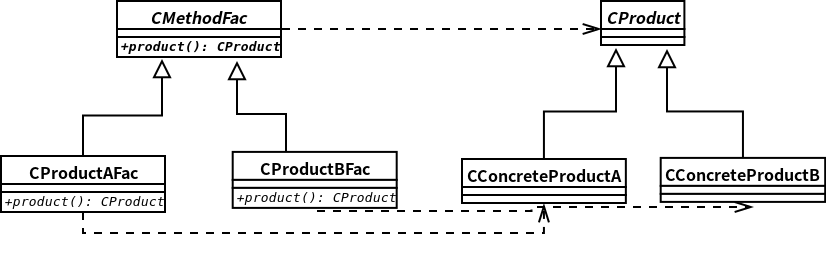 CMethodFac
+product(): CProduct
CProduct
CProductAFac
+product(): CProduct
CProductBFac
+product(): CProduct
CConcreteProductA
CConcreteProductB